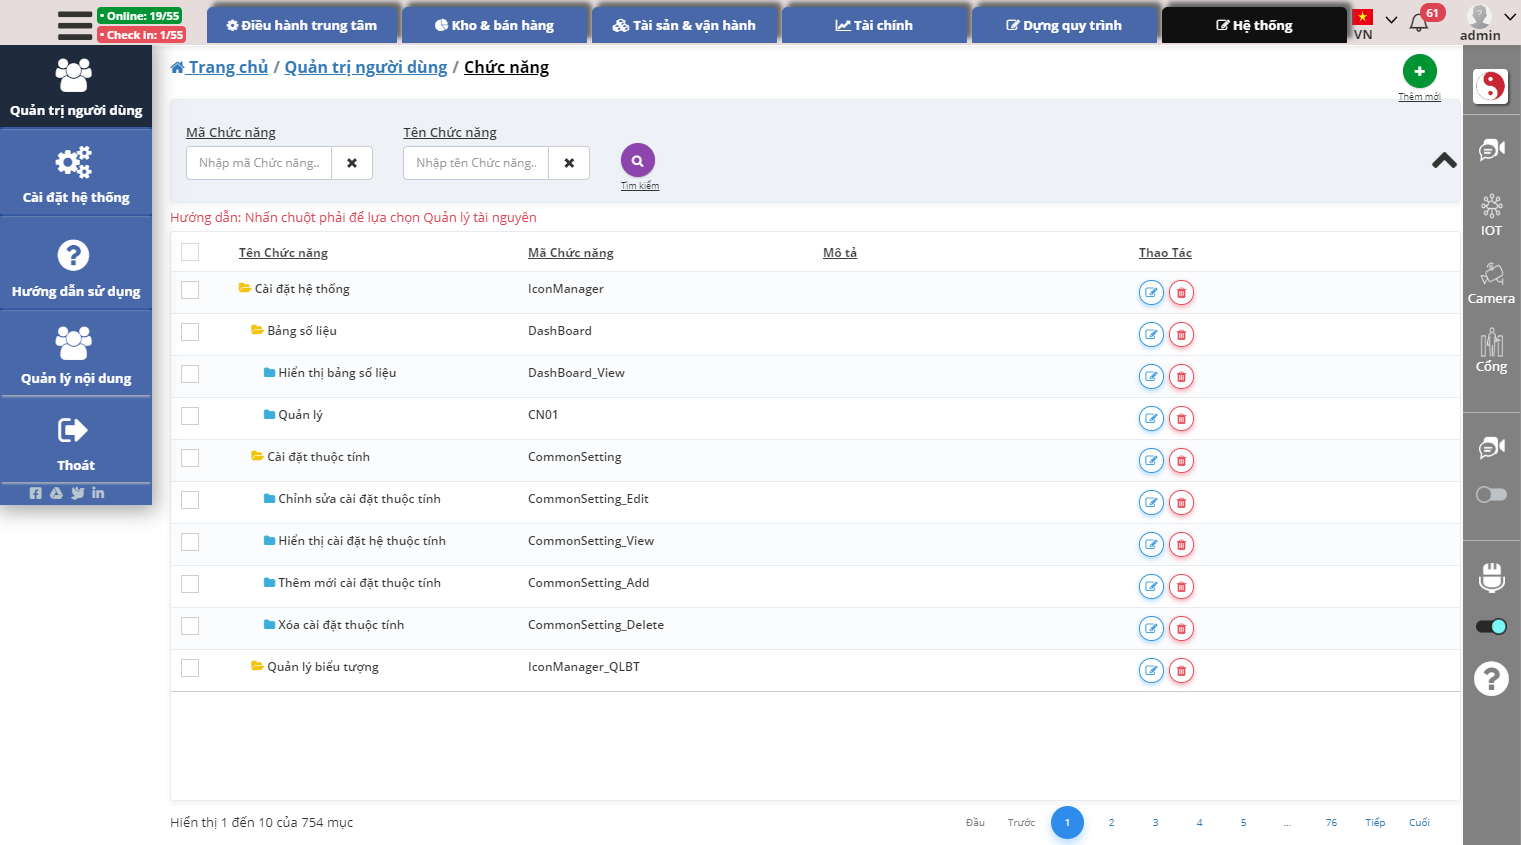 • Online: 19/55
• Check in: 1/55
Điều hành trung tâm
Kho & bán hàng
Tài sản & vận hành
Tài chính
Dựng quy trình
Hệ thống
VN
61
admin
Quản trị người dùng
Cài đặt hệ thống
Hướng dẫn sử dụng
Quản lý nội dung
Thoát
Trang chủ / Quản trị người dùng / Chức năng
Thêm mới
Mã Chức năng
Nhập mã Chức năng..
Tên Chức năng
Nhập tên Chức năng..
Tìm kiếm
Hướng dẫn: Nhấn chuột phải để lựa chọn Quản lý tài nguyên
Tên Chức năng Mã Chức năng Mô tả Thao Tác
Cài đặt hệ thống IconManager
Bảng số liệu DashBoard
Hiển thị bảng số liệu DashBoard_View
Quản lý CN01
Cài đặt thuộc tính CommonSetting
Chỉnh sửa cài đặt thuộc tính CommonSetting_Edit
Hiển thị cài đặt hệ thuộc tính CommonSetting_View
Thêm mới cài đặt thuộc tính CommonSetting_Add
Xóa cài đặt thuộc tính CommonSetting_Delete
Quản lý biểu tượng IconManager_QLBT
Hiển thị 1 đến 10 của 754 mục
Đầu Trước 1 2 3 4 5 ... 76 Tiếp Cuối
IOT
Camera
Cổng